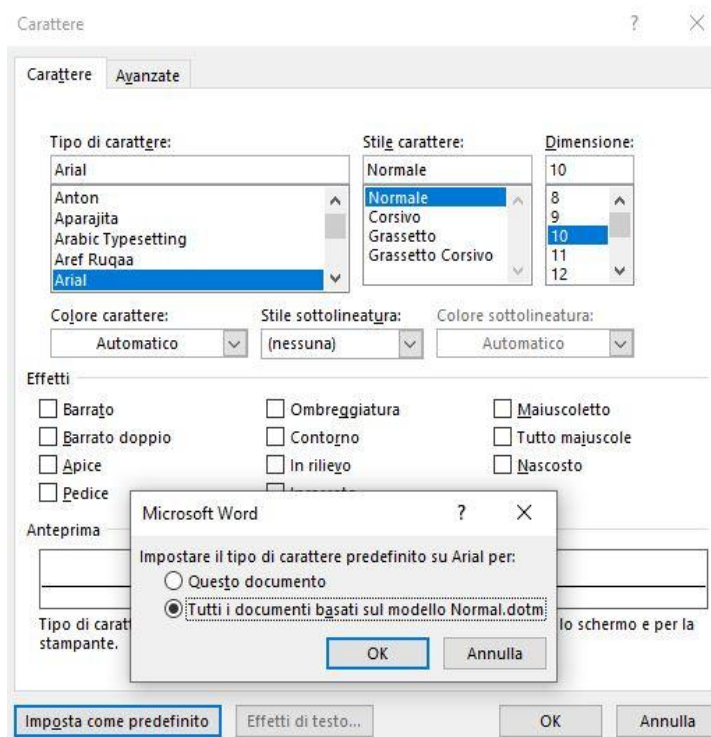 Carattere ? ×
Carattere Avanzate
Tipo di carattere: Stile carattere: Dimensione:
Arial Normale 10
Anton Normale 8
Aparajita Corsivo 9
Arabic Typesetting Grassetto 10
Aref Ruqaa Grassetto Corsivo 11
Arial 12
Colore carattere: Stile sottolineatura: Colore sottolineatura:
Automatico (nessuna) Automatico
Effetti
Barrato Ombreggiatura Maiuscoletto
Barrato doppio Contorno Tutto maiuscole
Apice In rilievo Nascosto
Pedice
Microsoft Word ? ×
Anteprima
Impostare il tipo di carattere predefinito su Arial per:
Questo documento
Tutti i documenti basati sul modello Normal.dotm
Tipo di lo schermo e per la
stampante.
OK Annulla
Imposta come predefinito Effetti di testo... OK Annulla